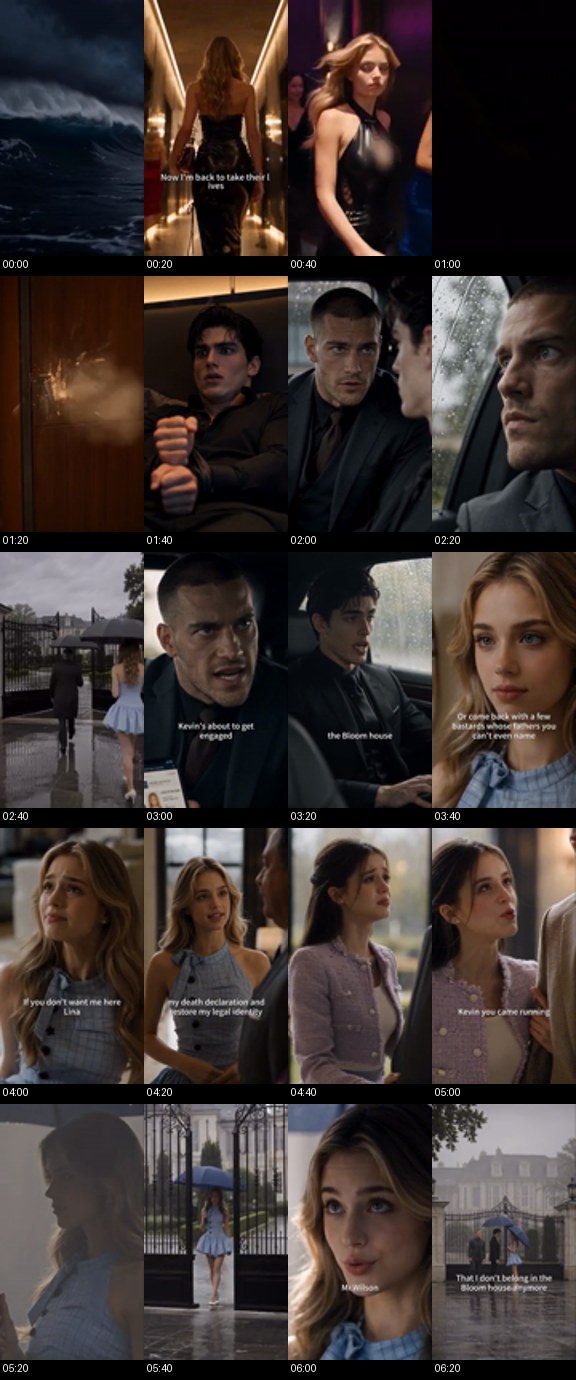 00:00
00:20
00:40
01:00
Now I'm back to take their l
ives
01:20
01:40
02:00
02:20
02:40
03:00
03:20
03:40
Kevin's about to get
engaged
the Bloom house
Or come back with a few
bastards whose fathers you
can't even name
04:00
04:20
04:40
05:00
If you don't want me here
Lina
my death declaration and
restore my legal identity
Kevin you came running
05:20
05:40
06:00
06:20
Mr.Wilson
That I don't belong in the
Bloom house anymore